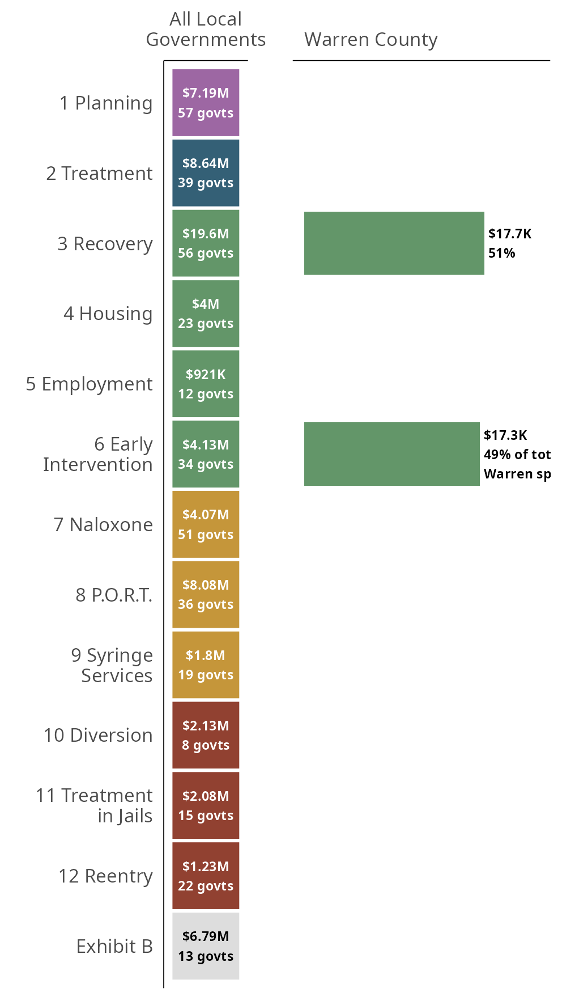 All Local
Governments
Warren County
1 Planning
$7.19M
57 govts
2 Treatment
$8.64M
39 govts
3 Recovery
$19.6M
56 govts
$17.7K
51%
4 Housing
$4M
23 govts
5 Employment
$921K
12 govts
6 Early
Intervention
$4.13M
34 govts
$17.3K
49% of tot
Warren sp
7 Naloxone
$4.07M
51 govts
8 P.O.R.T.
$8.08M
36 govts
9 Syringe
Services
$1.8M
19 govts
10 Diversion
$2.13M
8 govts
11 Treatment
in Jails
$2.08M
15 govts
12 Reentry
$1.23M
22 govts
Exhibit B
$6.79M
13 govts